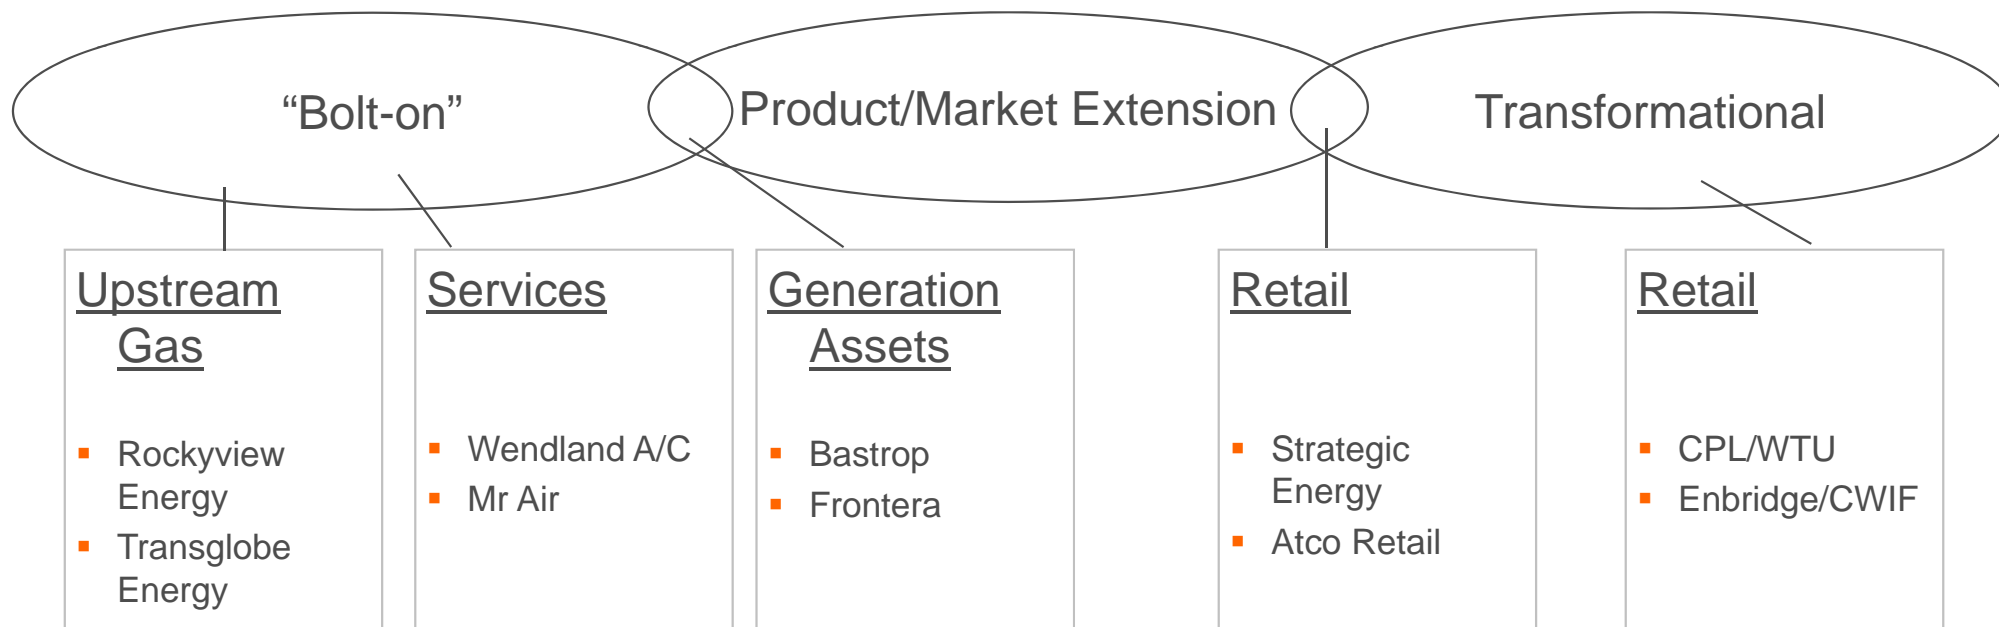 “Bolt-on”
Product/Market Extension
Transformational
Upstream
Gas
Rockyview
Energy
Transglobe
Energy
Services
Wendland A/C
Mr Air
Generation
Assets
Bastrop
Frontera
Retail
Strategic
Energy
Atco Retail
Retail
CPL/WTU
Enbridge/CWIF